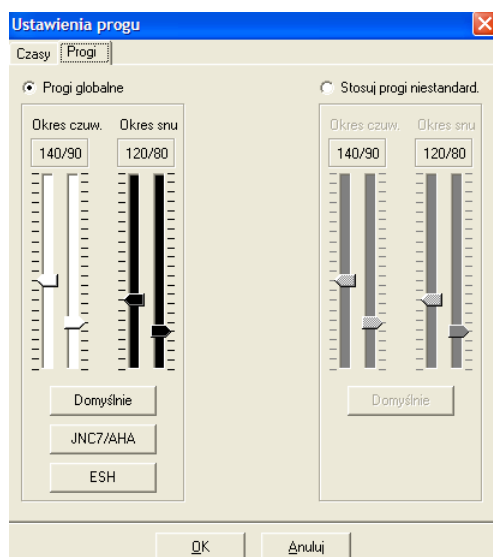 Ustawienia progu
Czasy Progi
Progi globalne Stosuj progi niestandard.
Okres czuw. Okres snu Okres czuw. Okres snu
140/90 120/80 140/90 120/80
Domyślnie Domyślnie
JNC7/AHA
ESH
OK Anuluj